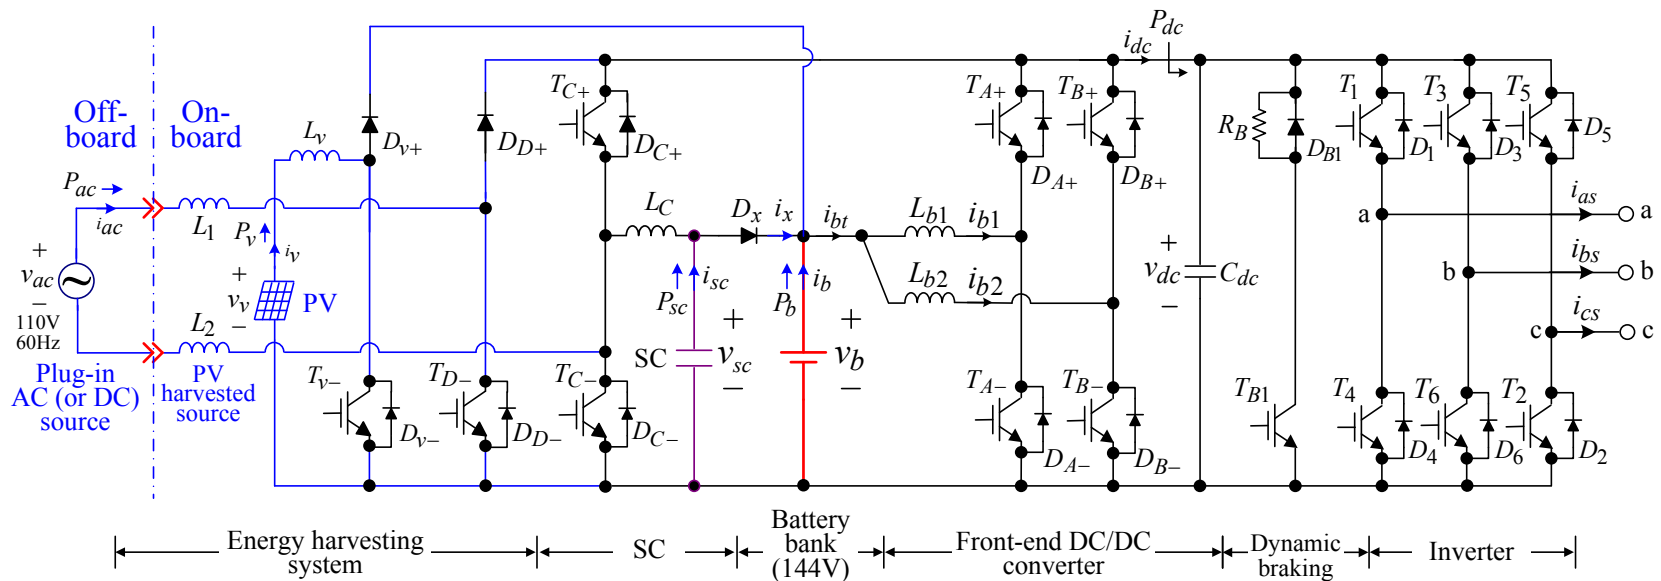 Off-
board
On-
board
P_ac
i_ac
+
v_ac
−
110V
60Hz
Plug-in
AC (or DC)
source
L_1
L_2
L_v
P_v
i_v
+
v_v
−
PV
PV
harvested
source
D_v+
D_D+
T_C+
D_C+
T_v−
D_v−
T_D−
D_D−
T_C−
D_C−
L_C
D_x
i_x
i_bt
P_sc
i_sc
SC
+
v_sc
−
P_b
i_b
+
v_b
−
L_b1
i_b1
L_b2
i_b2
T_A+
D_A+
T_B+
D_B+
T_A−
D_A−
T_B−
D_B−
i_dc
P_dc
+
v_dc
−
C_dc
R_B
D_B1
T_B1
T_1
D_1
T_3
D_3
T_5
D_5
T_4
D_4
T_6
D_6
T_2
D_2
a
i_as
a
b
i_bs
b
c
i_cs
c
Energy harvesting
system
SC
Battery
bank
(144V)
Front-end DC/DC
converter
Dynamic
braking
Inverter